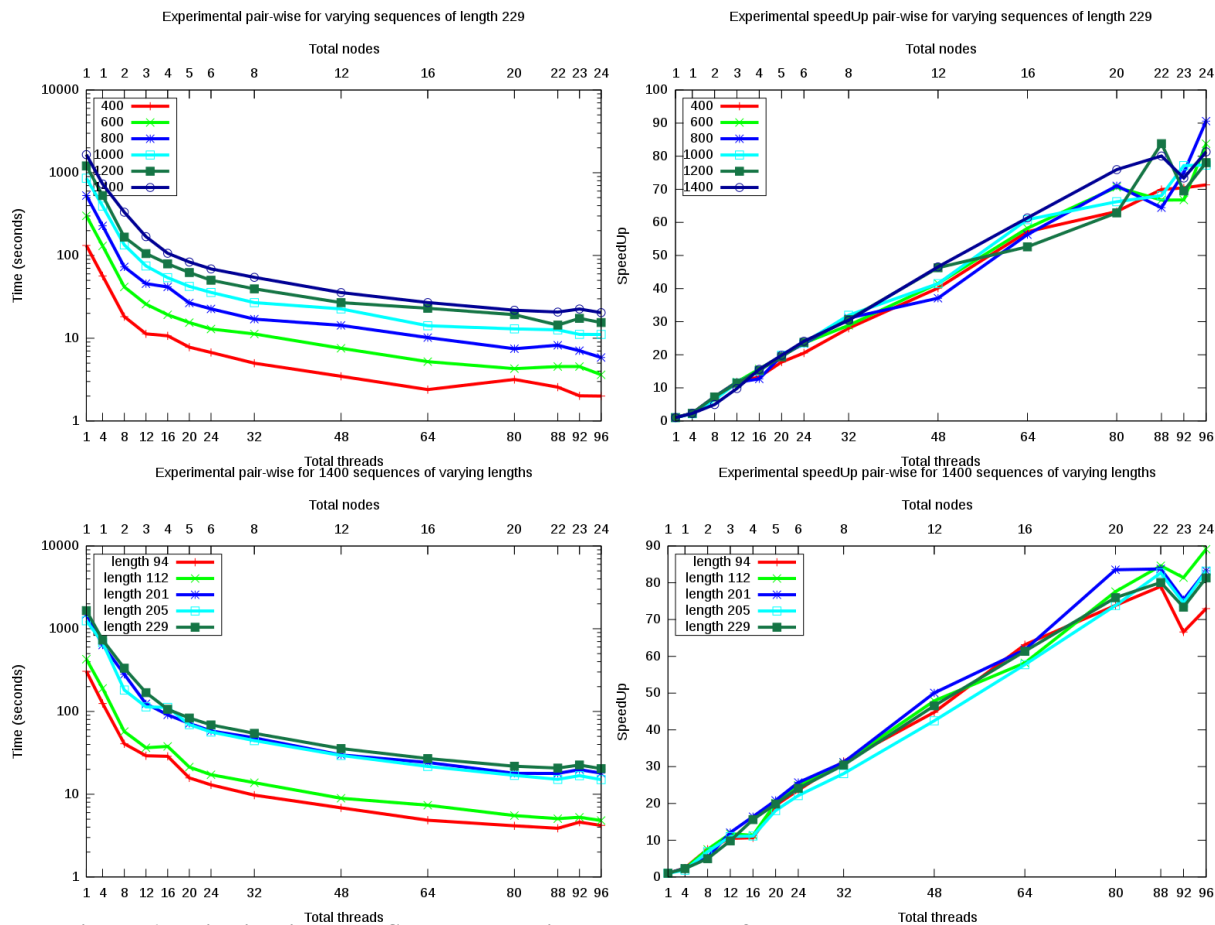 Experimental pair-wise for varying sequences of length 229
Total nodes
1 1 2 3 4 5 6 8 12 16 20 22 23 24
10000
1000
100
10
1
Time (seconds)
400
600
800
1000
1200
1 4 8 12 16 20 24 32 48 64 80 88 92 96
Total threads
Experimental speedUp pair-wise for varying sequences of length 229
Total nodes
1 1 2 3 4 5 6 8 12 16 20 22 23 24
100
90
80
70
60
50
40
30
20
10
0
SpeedUp
400
600
800
1000
1200
1400
1 4 8 12 16 20 24 32 48 64 80 88 92 96
Total threads
Experimental pair-wise for 1400 sequences of varying lengths
Total nodes
1 1 2 3 4 5 6 8 12 16 20 22 23 24
10000
1000
100
10
1
Time (seconds)
length 94
length 112
length 201
length 205
length 229
1 4 8 12 16 20 24 32 48 64 80 88 92 96
Total threads
Experimental speedUp pair-wise for 1400 sequences of varying lengths
Total nodes
1 1 2 3 4 5 6 8 12 16 20 22 23 24
90
80
70
60
50
40
30
20
10
0
SpeedUp
length 94
length 112
length 201
length 205
length 229
1 4 8 12 16 20 24 32 48 64 80 88 92 96
Total threads